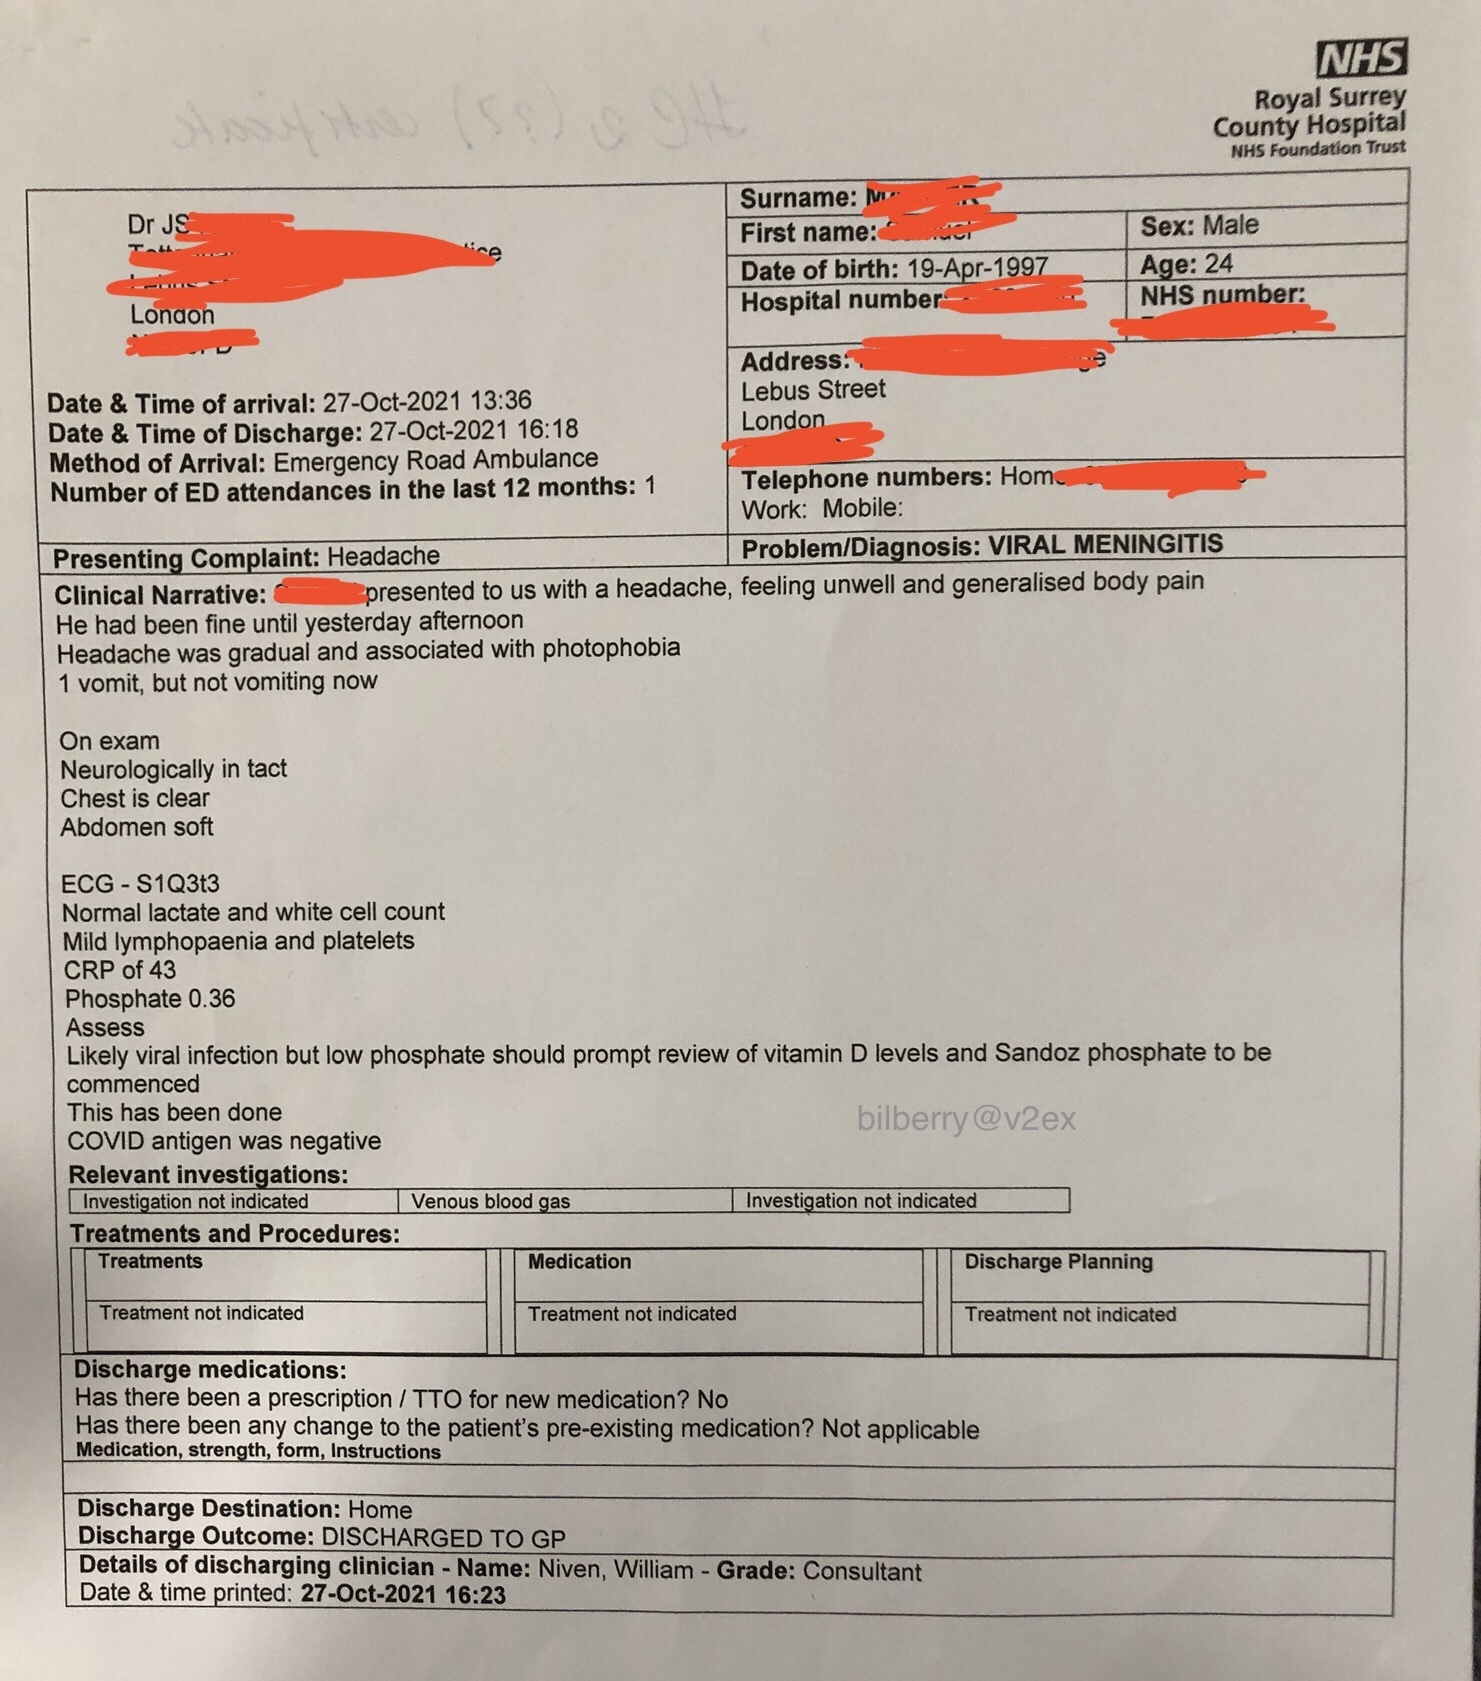 NHS
Royal Surrey
County Hospital
NHS Foundation Trust
certificate
Dr JS
London
Date & Time of arrival: 27-Oct-2021 13:36
Date & Time of Discharge: 27-Oct-2021 16:18
Method of Arrival: Emergency Road Ambulance
Number of ED attendances in the last 12 months: 1
Surname:
First name:
Sex: Male
Date of birth: 19-Apr-1997
Age: 24
Hospital number
NHS number:
Address:
Lebus Street
London
Telephone numbers: Home
Work: Mobile:
Presenting Complaint: Headache
Problem/Diagnosis: VIRAL MENINGITIS
Clinical Narrative: presented to us with a headache, feeling unwell and generalised body pain
He had been fine until yesterday afternoon
Headache was gradual and associated with photophobia
1 vomit, but not vomiting now
On exam
Neurologically in tact
Chest is clear
Abdomen soft
ECG - S1Q3t3
Normal lactate and white cell count
Mild lymphopaenia and platelets
CRP of 43
Phosphate 0.36
Assess
Likely viral infection but low phosphate should prompt review of vitamin D levels and Sandoz phosphate to be
commenced
This has been done
COVID antigen was negative
bilberry@v2ex
Relevant investigations:
Investigation not indicated Venous blood gas Investigation not indicated
Treatments and Procedures:
Treatments Medication Discharge Planning
Treatment not indicated Treatment not indicated Treatment not indicated
Discharge medications:
Has there been a prescription / TTO for new medication? No
Has there been any change to the patient's pre-existing medication? Not applicable
Medication, strength, form, Instructions
Discharge Destination: Home
Discharge Outcome: DISCHARGED TO GP
Details of discharging clinician - Name: Niven, William - Grade: Consultant
Date & time printed: 27-Oct-2021 16:23